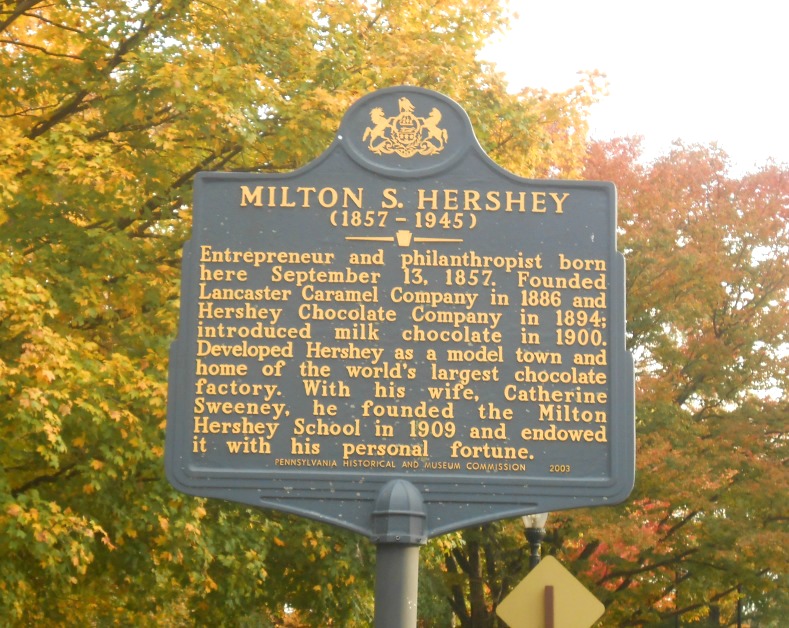 MILTON S. HERSHEY
(1857 – 1945)
Entrepreneur and philanthropist born
here September 13, 1857. Founded
Lancaster Caramel Company in 1886 and
Hershey Chocolate Company in 1894;
introduced milk chocolate in 1900.
Developed Hershey as a model town and
home of the world's largest chocolate
factory. With his wife, Catherine
Sweeney, he founded the Milton
Hershey School in 1909 and endowed
it with his personal fortune.
PENNSYLVANIA HISTORICAL AND MUSEUM COMMISSION 2003